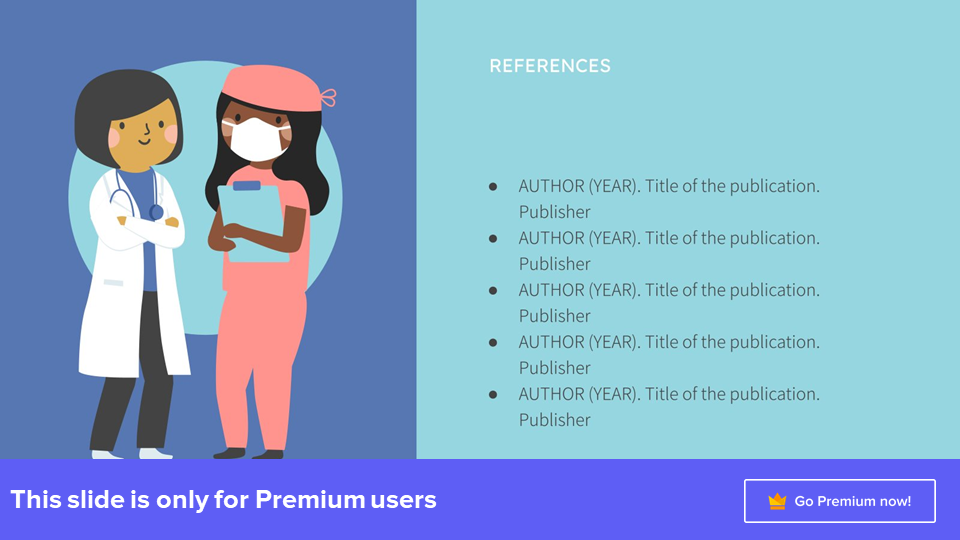 REFERENCES
● AUTHOR (YEAR). Title of the publication.
Publisher
● AUTHOR (YEAR). Title of the publication.
Publisher
● AUTHOR (YEAR). Title of the publication.
Publisher
● AUTHOR (YEAR). Title of the publication.
Publisher
● AUTHOR (YEAR). Title of the publication.
Publisher
This slide is only for Premium users
Go Premium now!